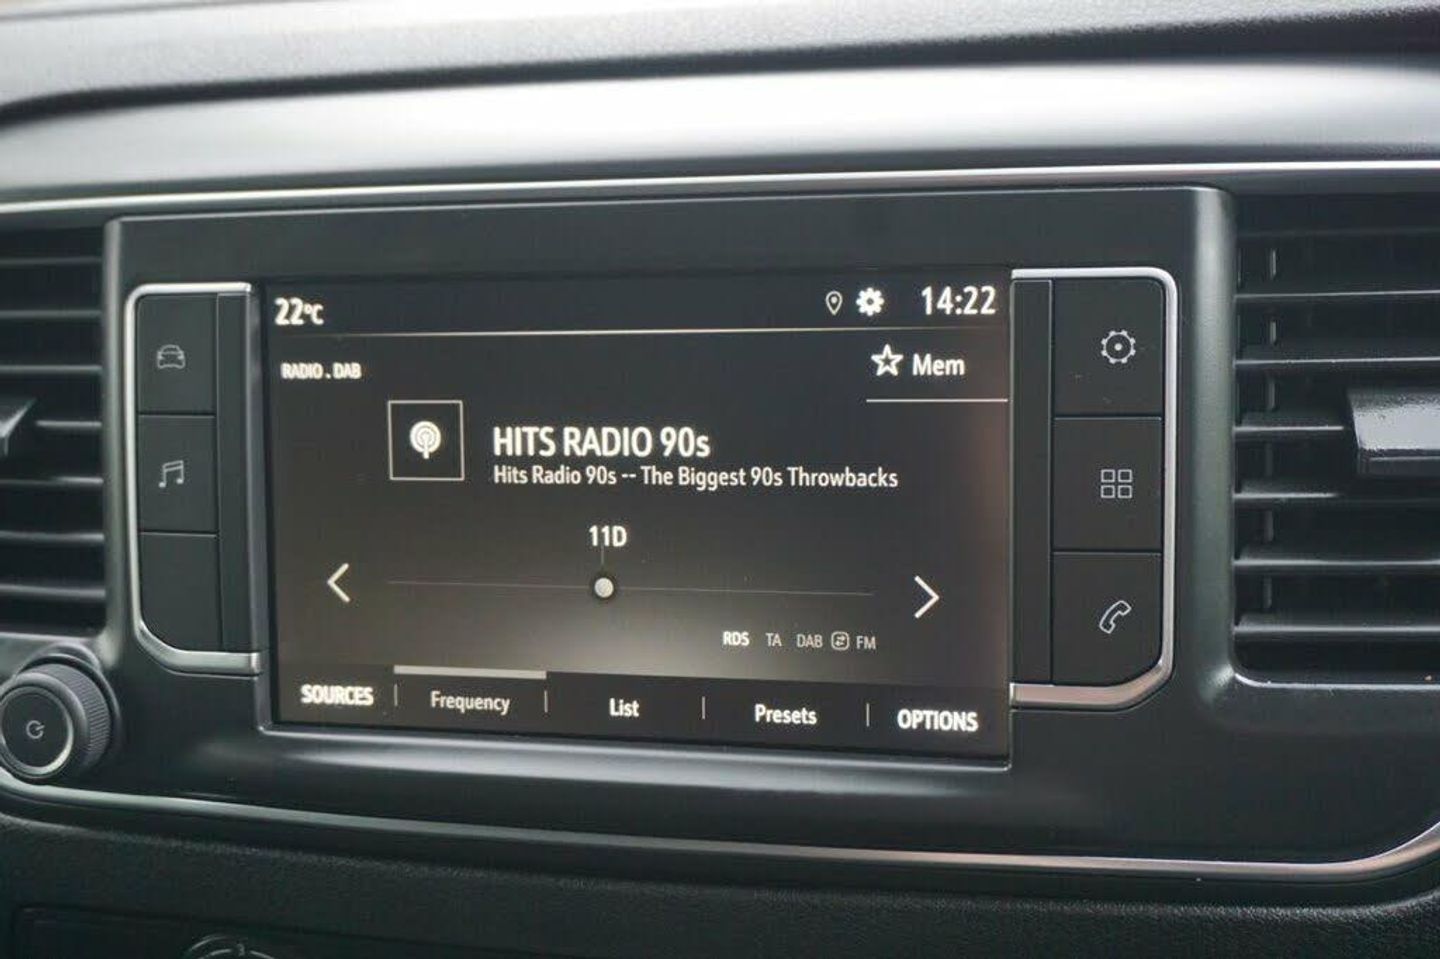 22°C 14:22
RADIO . DAB
Mem
HITS RADIO 90s
Hits Radio 90s -- The Biggest 90s Throwbacks
11D
RDS TA DAB FM
SOURCES Frequency List Presets OPTIONS